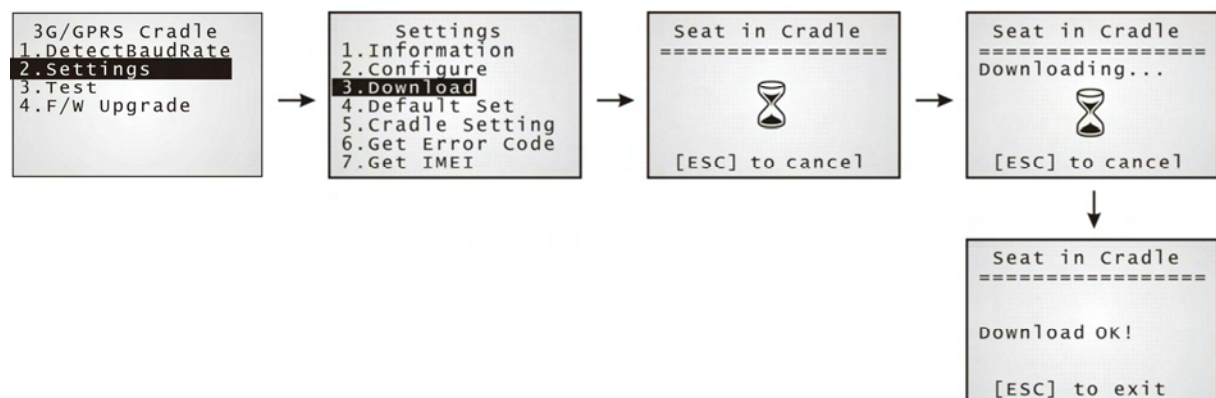 3G/GPRS Cradle
1.DetectBaudRate
2.Settings
3.Test
4.F/W Upgrade
Settings
1.Information
2.Configure
3.Download
4.Default Set
5.Cradle Setting
6.Get Error Code
7.Get IMEI
Seat in Cradle
=================
[ESC] to cancel
Seat in Cradle
=================
Downloading...
[ESC] to cancel
Seat in Cradle
=================
Download OK!
[ESC] to exit